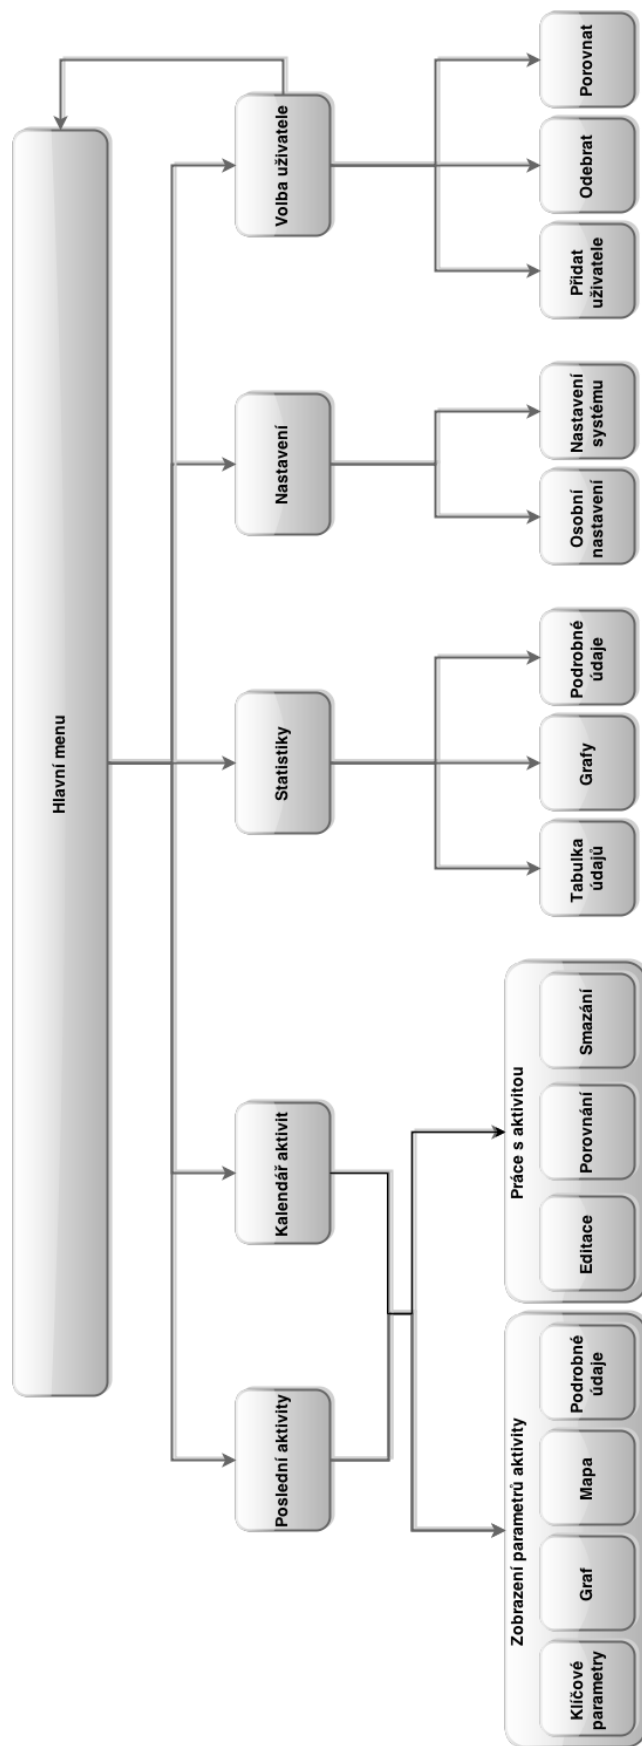 Hlavní menu
Poslední aktivity
Kalendář aktivit
Statistiky
Nastavení
Volba uživatele
Zobrazení parametrů aktivity
Klíčové
parametry
Graf
Mapa
Podrobné
údaje
Práce s aktivitou
Editace
Porovnání
Smazání
Tabulka
údajů
Grafy
Podrobné
údaje
Osobní
nastavení
Nastavení
systému
Přidat
uživatele
Odebrat
Porovnat